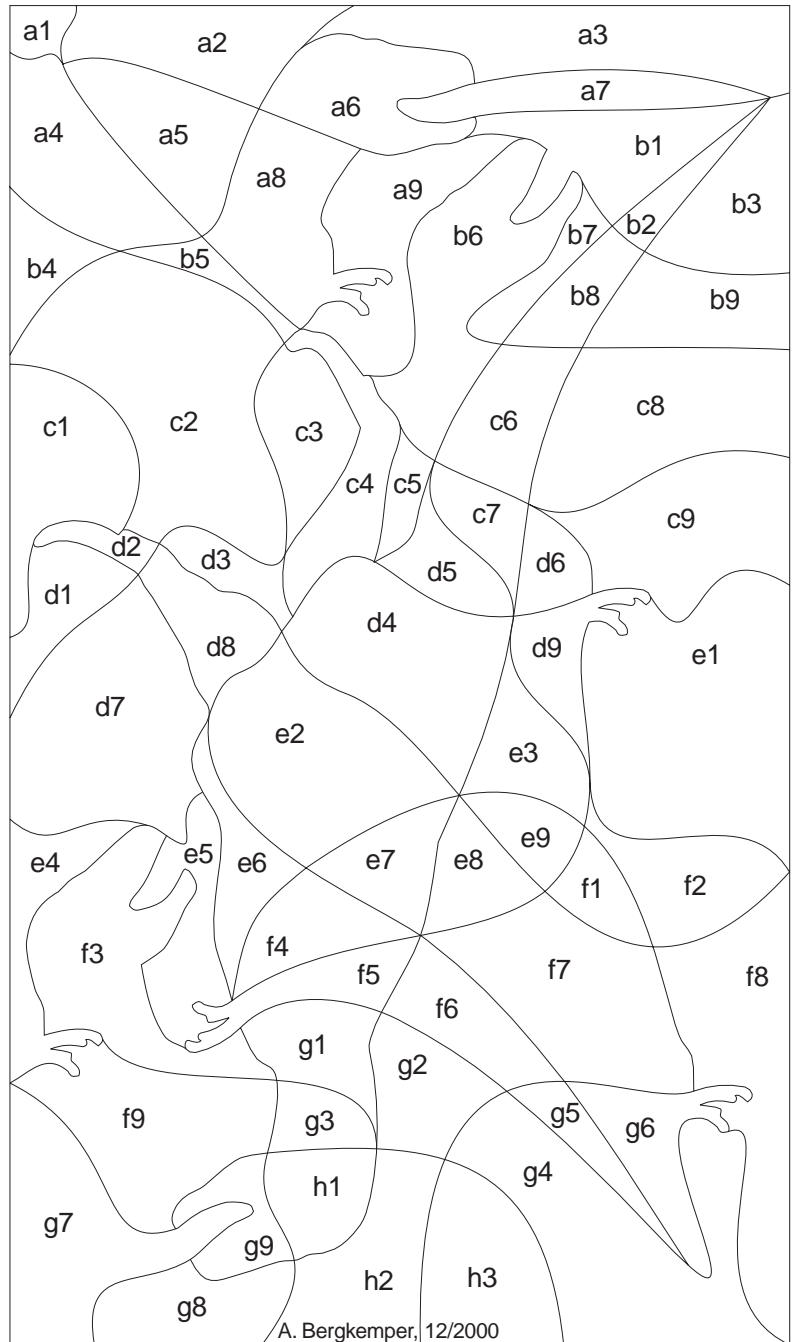 a1
a2
a3
a6
a7
a4
a5
b1
a8
a9
b3
b2
b6
b7
b5
b4
b8
b9
c8
c6
c2
c1
c3
c4
c5
c7
c9
d2
d3
d6
d5
d1
d4
d8
d9
e1
d7
e2
e3
e9
e5
e7
e8
e4
e6
f2
f1
f4
f3
f7
f5
f8
f6
g1
g2
g5
f9
g3
g6
g4
h1
g7
g9
h2
h3
g8
A. Bergkemper, 12/2000